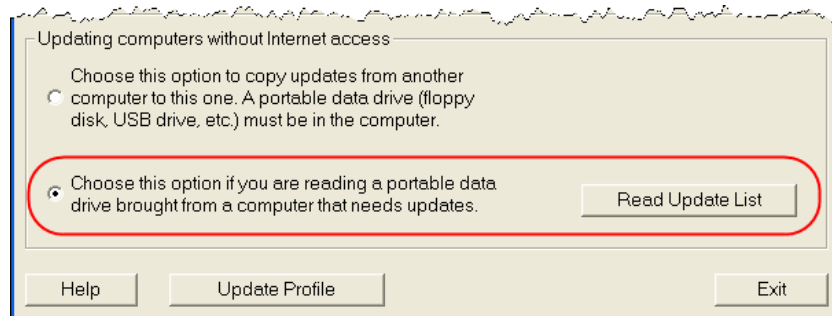 Updating computers without Internet access
Choose this option to copy updates from another
computer to this one. A portable data drive (floppy
disk, USB drive, etc.) must be in the computer.
Choose this option if you are reading a portable data
drive brought from a computer that needs updates.
Read Update List
Help
Update Profile
Exit